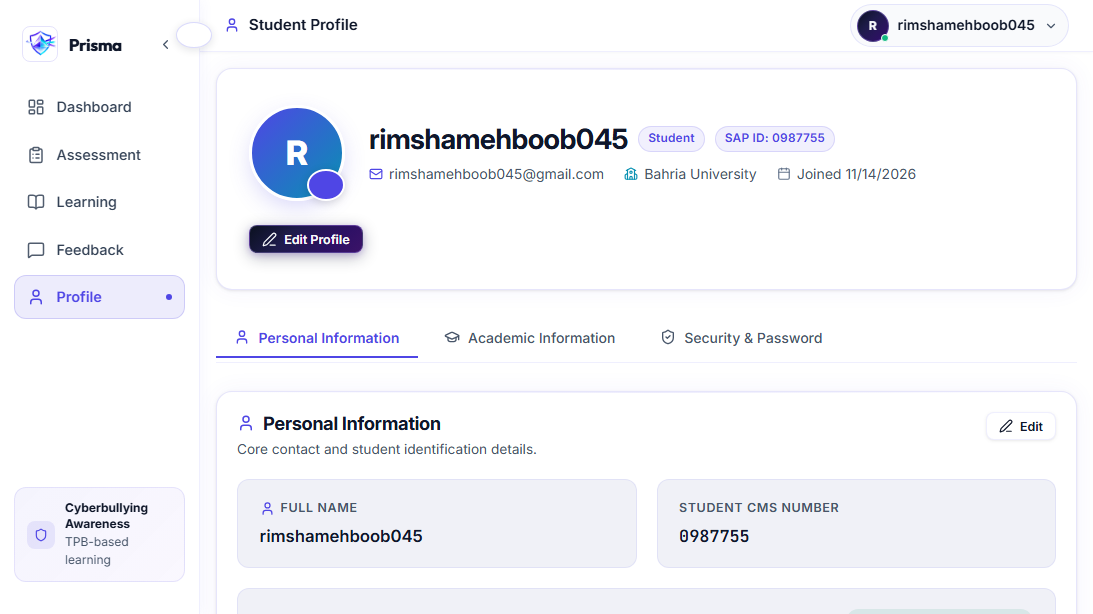 Prisma
Student Profile
R
rimshamehboob045
Dashboard
Assessment
Learning
Feedback
Profile
Cyberbullying
Awareness
TPB-based
learning
R
rimshamehboob045
Student
SAP ID: 0987755
rimshamehboob045@gmail.com
Bahria University
Joined 11/14/2026
Edit Profile
Personal Information
Academic Information
Security & Password
Personal Information
Core contact and student identification details.
Edit
FULL NAME
rimshamehboob045
STUDENT CMS NUMBER
0987755